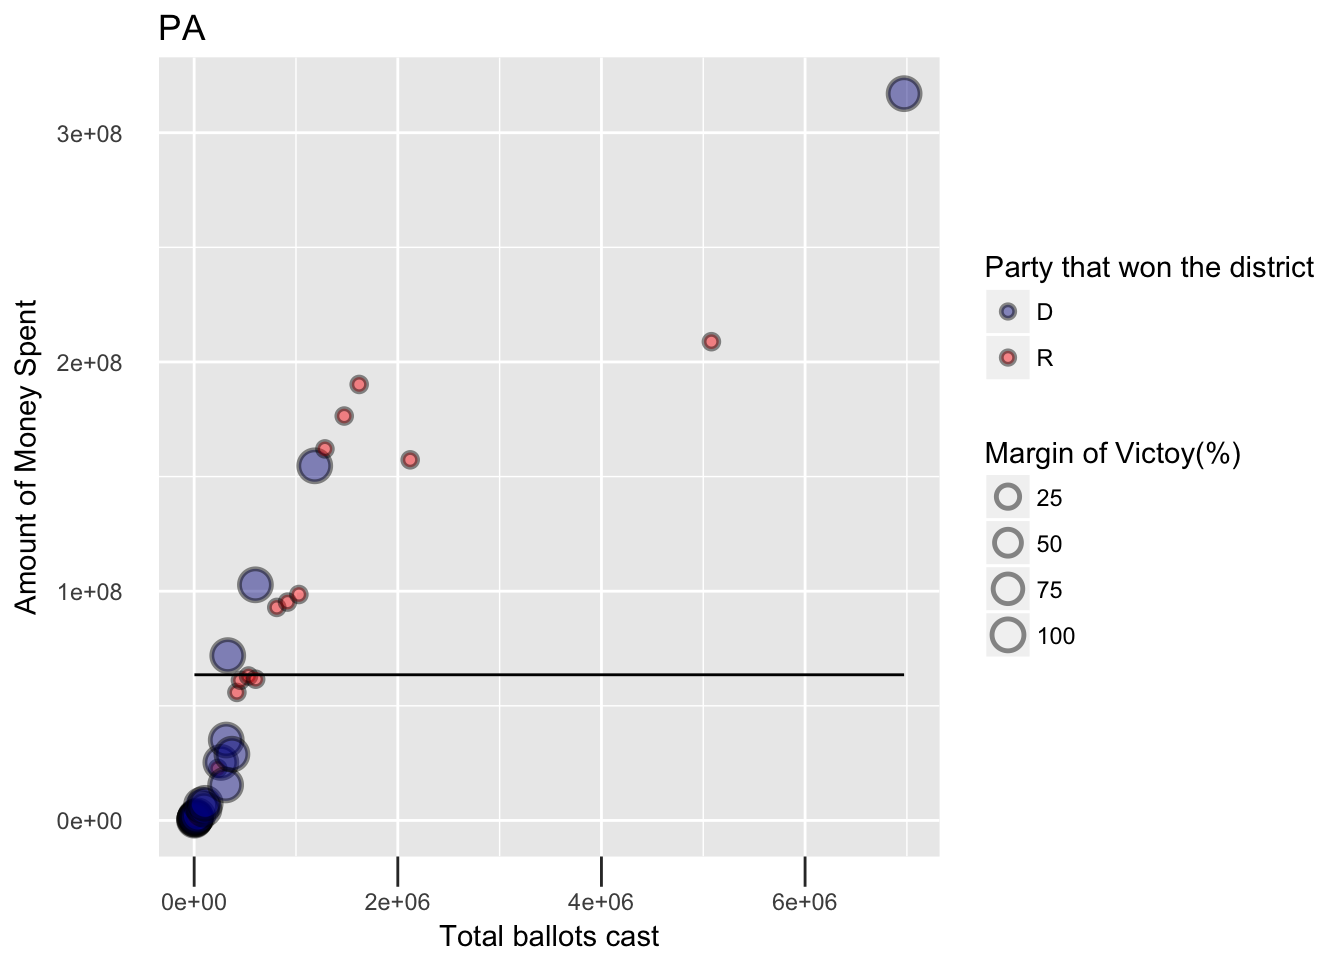 PA
Amount of Money Spent
3e+08
2e+08
1e+08
0e+00
0e+00 2e+06 4e+06 6e+06
Total ballots cast
Party that won the district
D
R
Margin of Victoy(%)
25
50
75
100